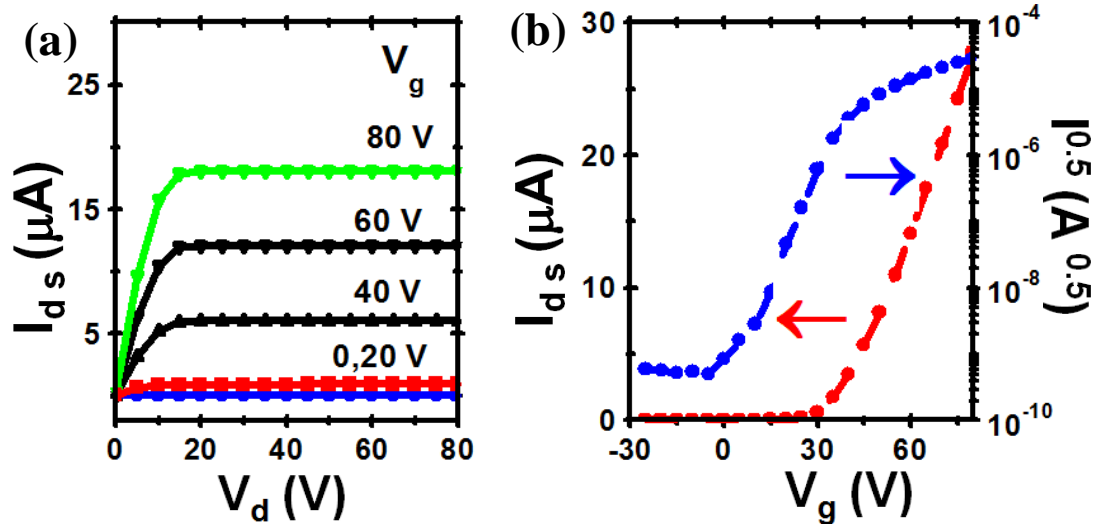 (a)
I d s (μA)
25
15
5
V g
80 V
60 V
40 V
0,20 V
0 20 40 60 80
V d (V)
(b)
I d s (μA)
30
20
10
0
-30 0 30 60
V g (V)
10 -4
10 -6
10 -8
10 -10
I 0.5 (A 0.5)